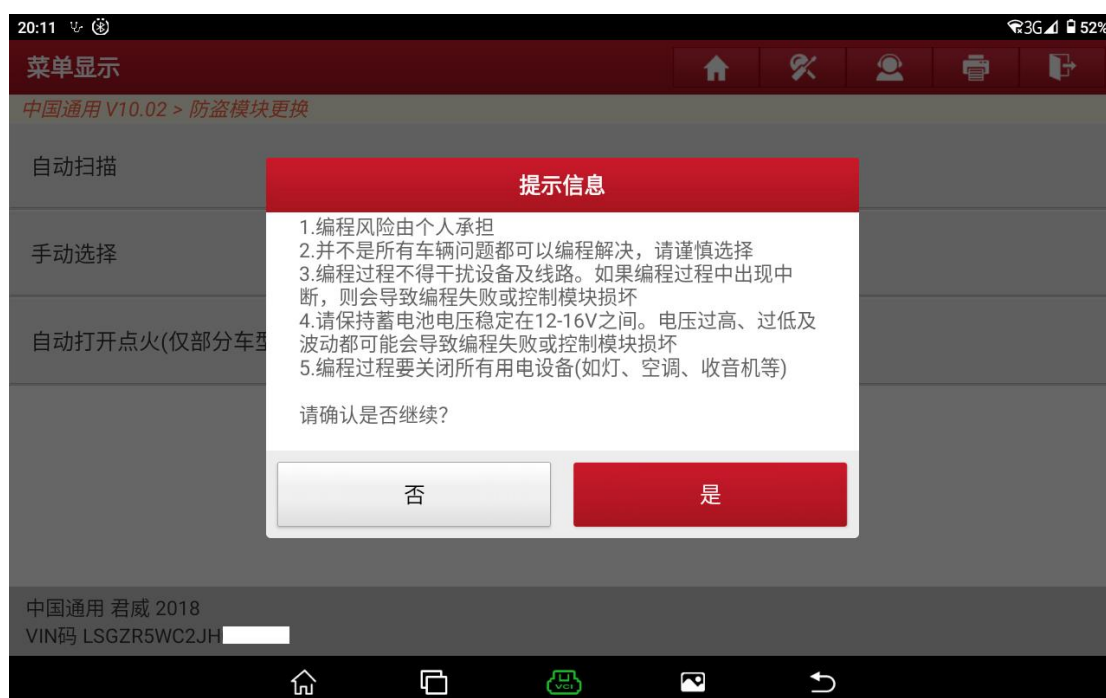 20:11
3G 52%
菜单显示
中国通用 V10.02 > 防盗模块更换
自动扫描
提示信息
1.编程风险由个人承担
2.并不是所有车辆问题都可以编程解决，请谨慎选择
手动选择
3.编程过程不得干扰设备及线路。如果编程过程中出现中
断，则会导致编程失败或控制模块损坏
4.请保持蓄电池电压稳定在12-16V之间。电压过高、过低及
自动打开点火(仅部分车型
波动都可能会导致编程失败或控制模块损坏
5.编程过程要关闭所有用电设备(如灯、空调、收音机等)
请确认是否继续?
否
是
中国通用 君威 2018
VIN码 LSGZR5WC2JH
VCI